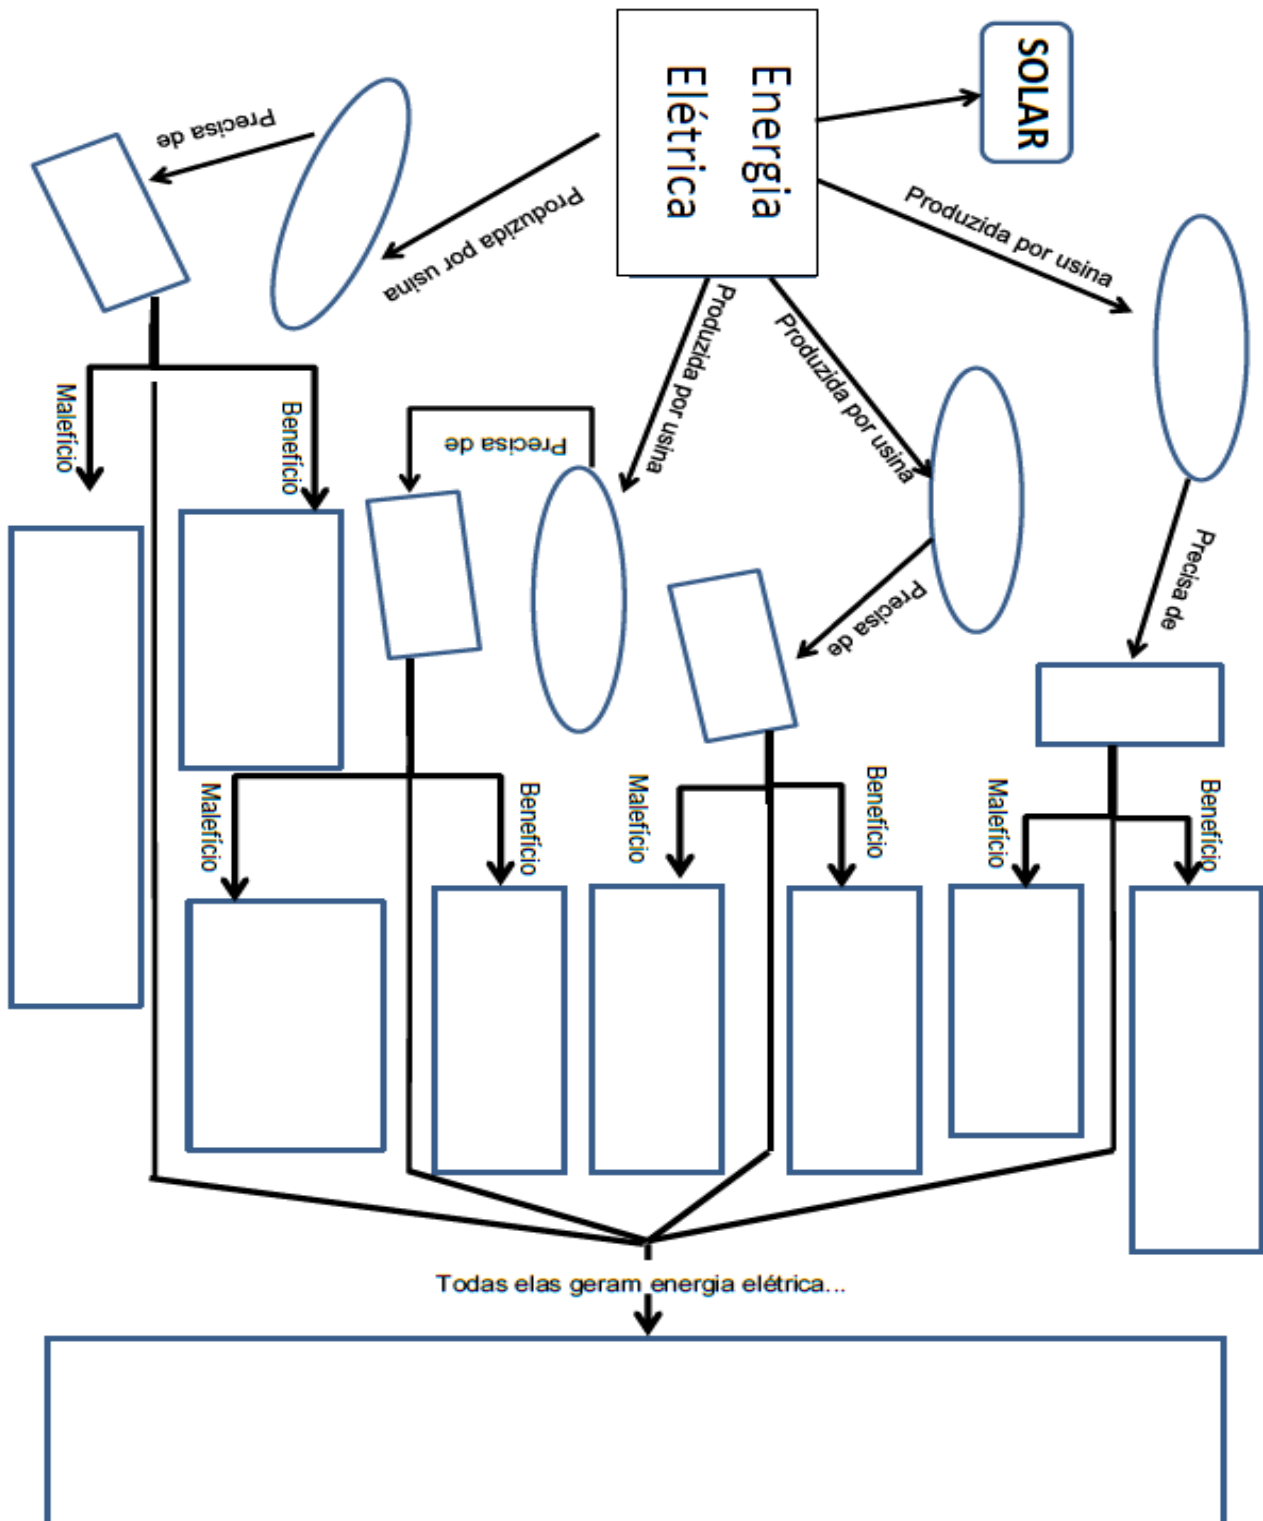 SOLAR
Energia
Elétrica
Precisa de
Produzida por usina
Produzida por usina
Produzida por usina
Produzida por usina
Malefício
Benefício
Precisa de
Precisa de
Precisa de
Malefício
Benefício
Malefício
Benefício
Malefício
Benefício
Todas elas geram energia elétrica...